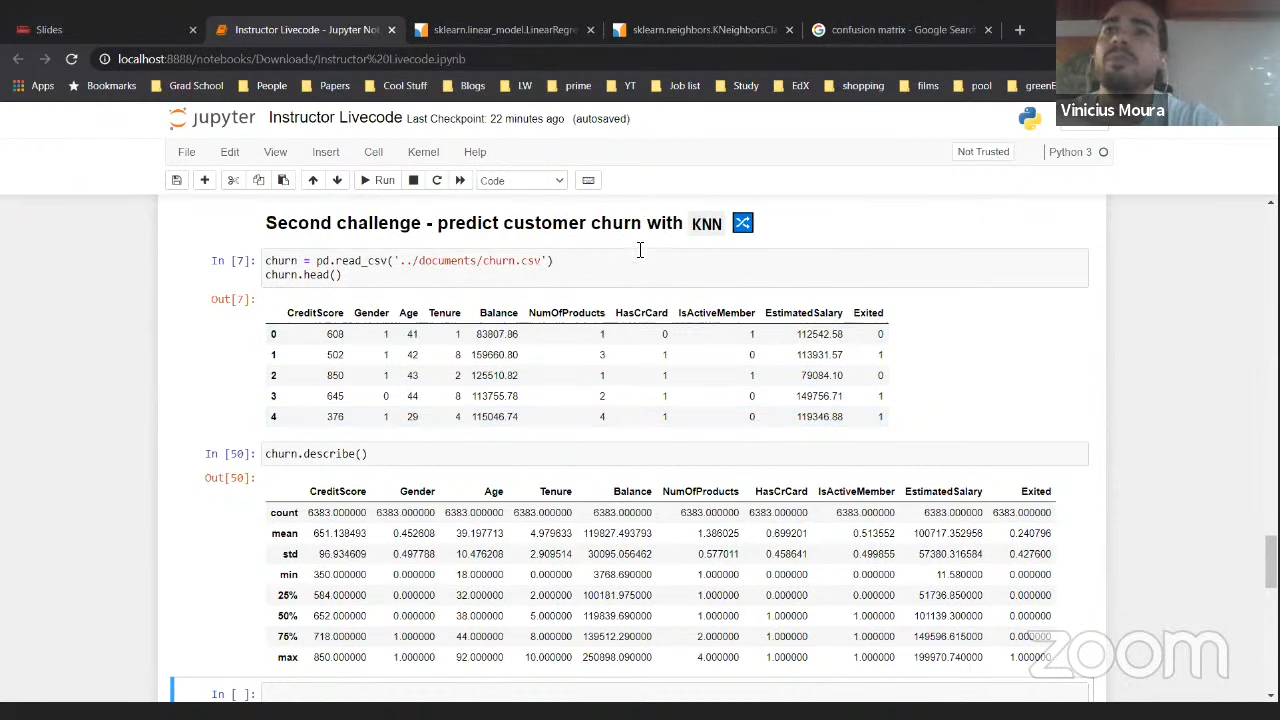 Slides
Instructor Livecode - Jupyter Not
sklearn.linear_model.LinearRegre
sklearn.neighbors.KNeighborsCla
confusion matrix - Google Search
localhost:8888/notebooks/Downloads/Instructor%20Livecode.ipynb
Apps Bookmarks Grad School People Papers Cool Stuff Blogs LW prime YT Job list Study EdX shopping films pool greenE
Vinicius Moura
jupyter Instructor Livecode Last Checkpoint: 22 minutes ago (autosaved)
File Edit View Insert Cell Kernel Help Not Trusted Python 3
Run Code
Second challenge - predict customer churn with KNN
In [7]: churn = pd.read_csv('../documents/churn.csv')
churn.head()
Out[7]:
CreditScore Gender Age Tenure Balance NumOfProducts HasCrCard IsActiveMember EstimatedSalary Exited
0 608 1 41 1 83807.86 1 0 1 112542.58 0
1 502 1 42 8 159660.80 3 1 0 113931.57 1
2 850 1 43 2 125510.82 1 1 1 79084.10 0
3 645 0 44 8 113755.78 2 1 0 149756.71 1
4 376 1 29 4 115046.74 4 1 0 119346.88 1
In [50]: churn.describe()
Out[50]:
CreditScore Gender Age Tenure Balance NumOfProducts HasCrCard IsActiveMember EstimatedSalary Exited
count 6383.000000 6383.000000 6383.000000 6383.000000 6383.000000 6383.000000 6383.000000 6383.000000 6383.000000 6383.000000
mean 651.138493 0.452608 39.197713 4.979633 119827.493793 1.386025 0.699201 0.513552 100717.352956 0.240796
std 96.934609 0.497788 10.476208 2.909514 30095.056462 0.577011 0.458641 0.499855 57380.316584 0.427600
min 350.000000 0.000000 18.000000 0.000000 3768.690000 1.000000 0.000000 0.000000 11.580000 0.000000
25% 584.000000 0.000000 32.000000 2.000000 100181.975000 1.000000 0.000000 0.000000 51736.850000 0.000000
50% 652.000000 0.000000 38.000000 5.000000 119839.690000 1.000000 1.000000 1.000000 101139.300000 0.000000
75% 718.000000 1.000000 44.000000 8.000000 139512.290000 2.000000 1.000000 1.000000 149596.615000 0.000000
max 850.000000 1.000000 92.000000 10.000000 250898.090000 4.000000 1.000000 1.000000 199970.740000 1.000000
zoom
In [ ]: